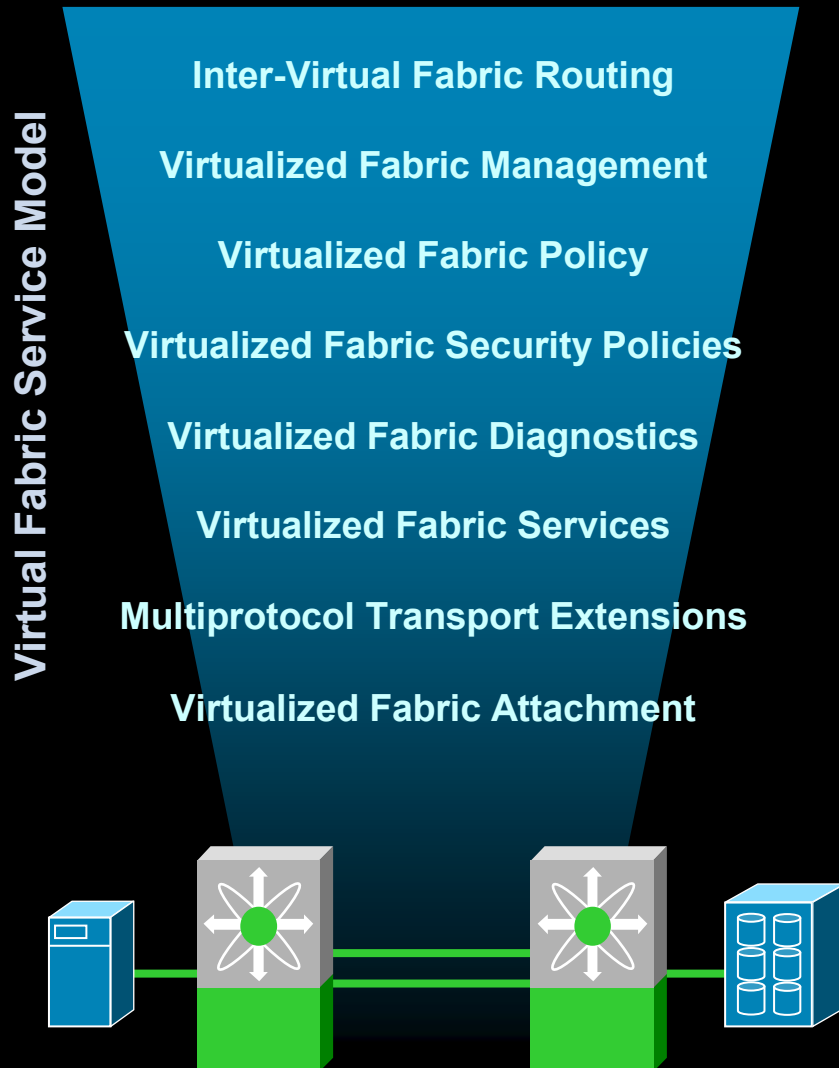 Virtual Fabric Service Model
Inter-Virtual Fabric Routing
Virtualized Fabric Management
Virtualized Fabric Policy
Virtualized Fabric Security Policies
Virtualized Fabric Diagnostics
Virtualized Fabric Services
Multiprotocol Transport Extensions
Virtualized Fabric Attachment